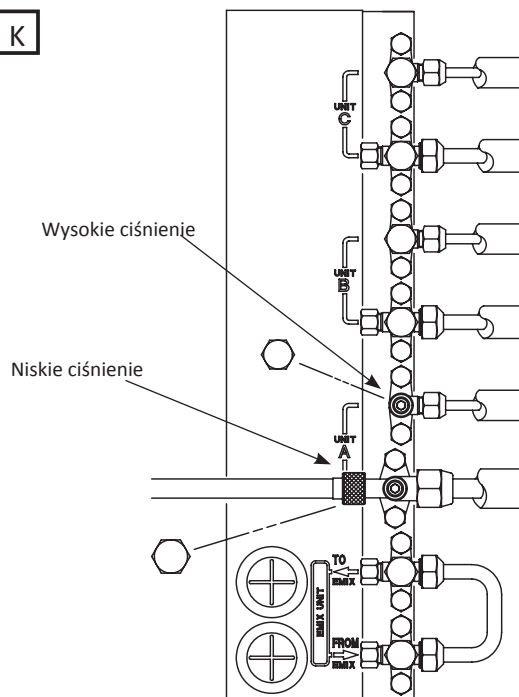 K
UNIT
C
Wysokie ciśnienie
UNIT
B
Niskie ciśnienie
UNIT
A
TO
EMIX
EMIX UNIT
FROM
EMIX